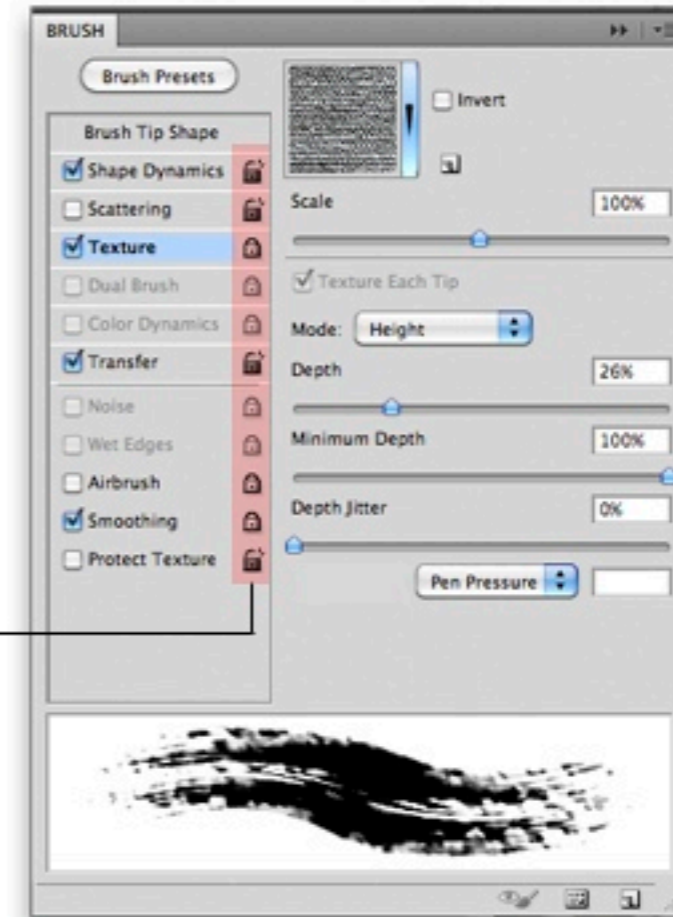 BRUSH
Brush Presets
Brush Tip Shape
Shape Dynamics
Scattering
Texture
Dual Brush
Color Dynamics
Transfer
Noise
Wet Edges
Airbrush
Smoothing
Protect Texture
Invert
Scale 100%
Texture Each Tip
Mode: Height
Depth 26%
Minimum Depth 100%
Depth Jitter 0%
Pen Pressure